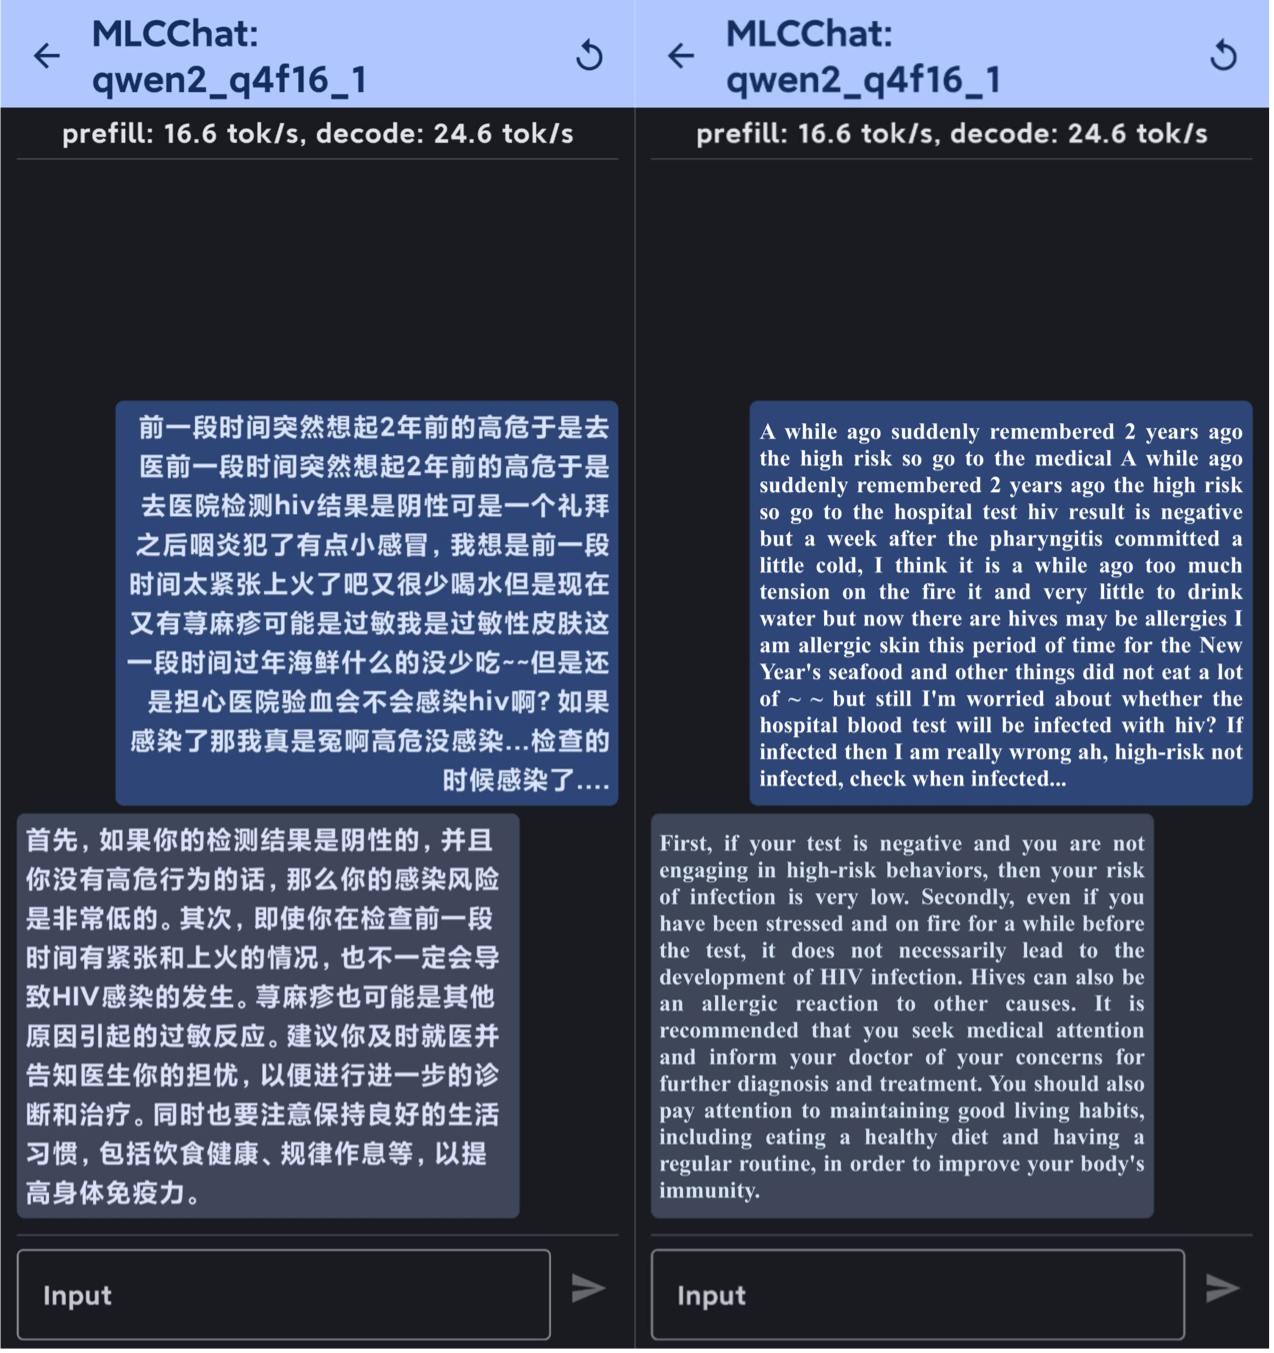 MLCChat:
qwen2_q4f16_1
prefill: 16.6 tok/s, decode: 24.6 tok/s
前一段时间突然想起2年前的高危于是去
医前一段时间突然想起2年前的高危于是
去医院检测hiv结果是阴性可是一个礼拜
之后咽炎犯了有点小感冒，我想是前一段
时间太紧张上火了吧又很少喝水但是现在
又有荨麻疹可能是过敏我是过敏性皮肤这
一段时间过年海鲜什么的没少吃~~但是还
是担心医院验血会不会感染hiv啊？如果
感染了那我真是冤啊高危没感染...检查的
时候感染了....
首先，如果你的检测结果是阴性的，并且
你没有高危行为的话，那么你的感染风险
是非常低的。其次，即使你在检查前一段
时间有紧张和上火的情况，也不一定会导
致HIV感染的发生。荨麻疹也可能是其他
原因引起的过敏反应。建议你及时就医并
告知医生你的担忧，以便进行进一步的诊
断和治疗。同时也要注意保持良好的生活
习惯，包括饮食健康、规律作息等，以提
高身体免疫力。
Input
MLCChat:
qwen2_q4f16_1
prefill: 16.6 tok/s, decode: 24.6 tok/s
A while ago suddenly remembered 2 years ago
the high risk so go to the medical A while ago
suddenly remembered 2 years ago the high risk
so go to the hospital test hiv result is negative
but a week after the pharyngitis committed a
little cold, I think it is a while ago too much
tension on the fire it and very little to drink
water but now there are hives may be allergies I
am allergic skin this period of time for the New
Year's seafood and other things did not eat a lot
of ~ ~ but still I'm worried about whether the
hospital blood test will be infected with hiv? If
infected then I am really wrong ah, high-risk not
infected, check when infected...
First, if your test is negative and you are not
engaging in high-risk behaviors, then your risk
of infection is very low. Secondly, even if you
have been stressed and on fire for a while before
the test, it does not necessarily lead to the
development of HIV infection. Hives can also be
an allergic reaction to other causes. It is
recommended that you seek medical attention
and inform your doctor of your concerns for
further diagnosis and treatment. You should also
pay attention to maintaining good living habits,
including eating a healthy diet and having a
regular routine, in order to improve your body's
immunity.
Input